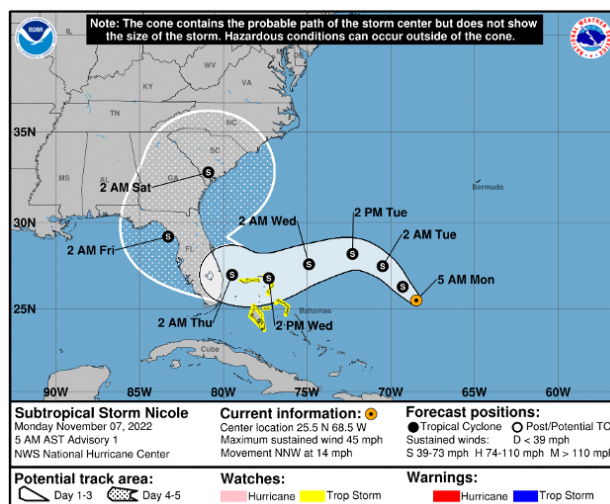 Note: The cone contains the probable path of the storm center but does not show
the size of the storm. Hazardous conditions can occur outside of the cone.
NOAA
IL
WV
MD
DE
KY
VA
TN
NC
35N
SC
MS
AL
GA
2 AM Sat
Bermuda
30N
2 AM Wed
2 PM Tue
2 AM Fri
FL
2 AM Tue
5 AM Mon
25N
2 AM Thu
Bahamas
2 PM Wed
Cuba
90W
85W
80W
75W
70W
65W
60W
Subtropical Storm Nicole
Monday November 07, 2022
5 AM AST Advisory 1
NWS National Hurricane Center
Current information:
Center location 25.5 N 68.5 W
Maximum sustained wind 45 mph
Movement NNW at 14 mph
Forecast positions:
Tropical Cyclone
Post/Potential TC
Sustained winds:
D < 39 mph
S 39-73 mph
H 74-110 mph
M > 110 mph
Potential track area:
Day 1-3
Day 4-5
Watches:
Hurricane
Trop Storm
Warnings:
Hurricane
Trop Storm
S
S
S
S
S
S
S
S